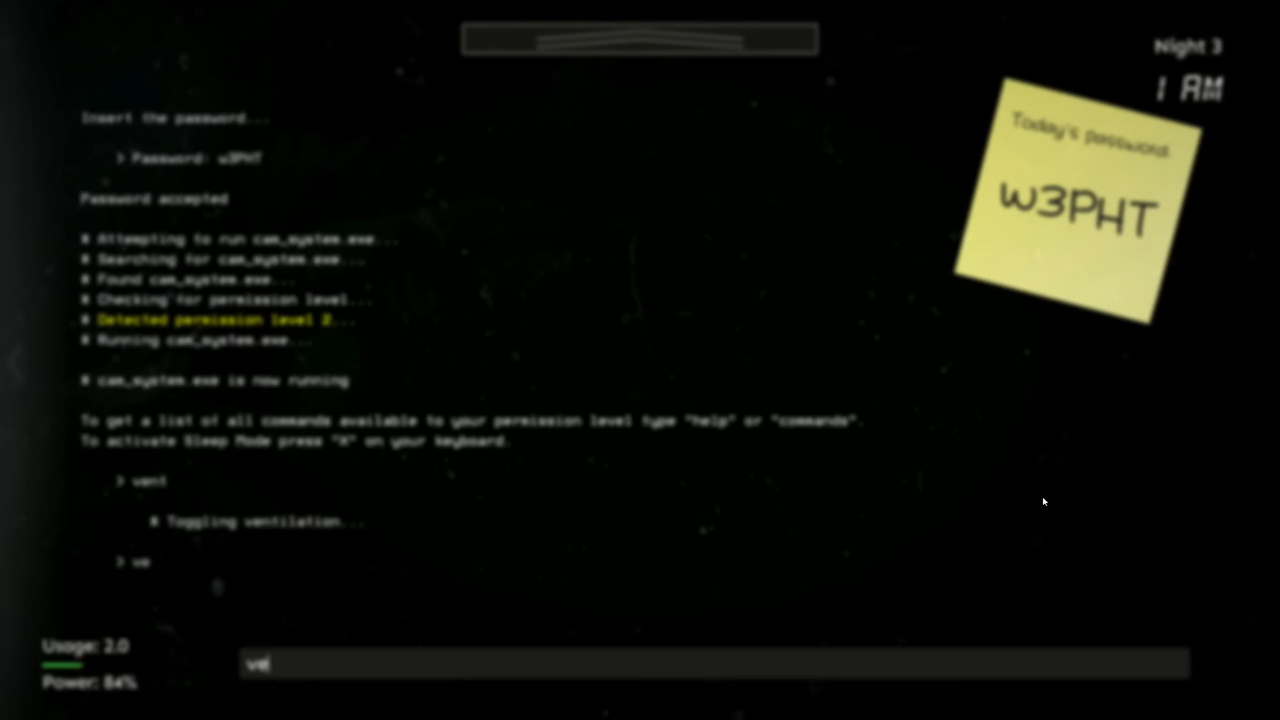 Night 3
1 AM
Today's password:
w3PHT
Insert the password...
> Password: w3PHT
Password accepted
# Attempting to run cam_system.exe...
# Searching for cam_system.exe...
# Found cam_system.exe...
# Checking for permission level...
# Detected permission level 2...
# Running cam_system.exe...
# cam_system.exe is now running
To get a list of all commands available to your permission level type "help" or "commands".
To activate Sleep Mode press "X" on your keyboard.
> vent
# Toggling ventilation...
> ve
Usage: 2.0
ve
Power: 84%